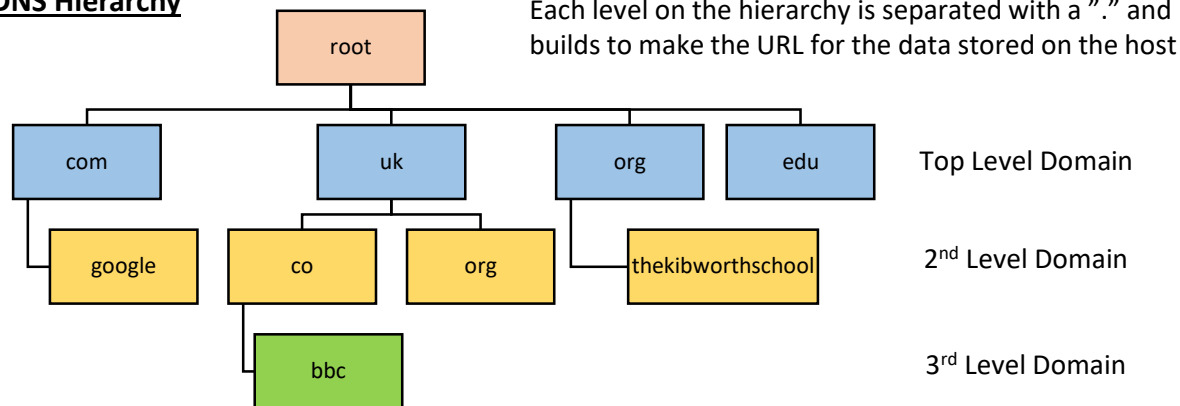 DNS Hierarchy
Each level on the hierarchy is separated with a ”.” and
builds to make the URL for the data stored on the host
root
com
uk
org
edu
Top Level Domain
google
co
org
thekibworthschool
2nd Level Domain
bbc
3rd Level Domain